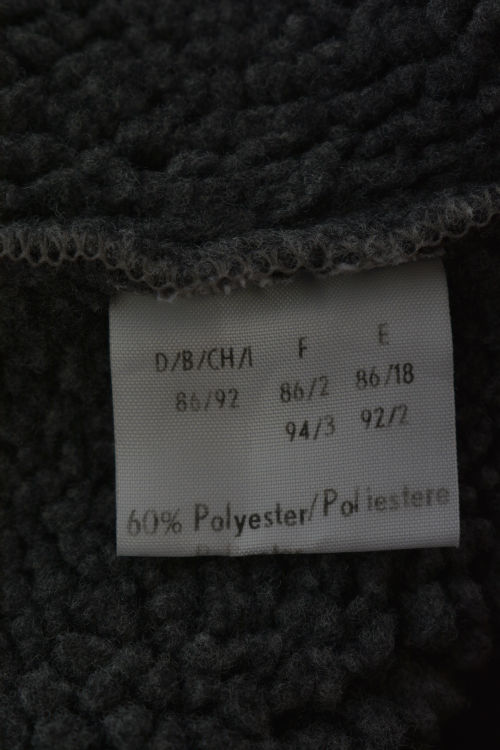 D/B/CH/I F E
86/92 86/2 86/18
94/3 92/2
60% Polyester/Poliestere